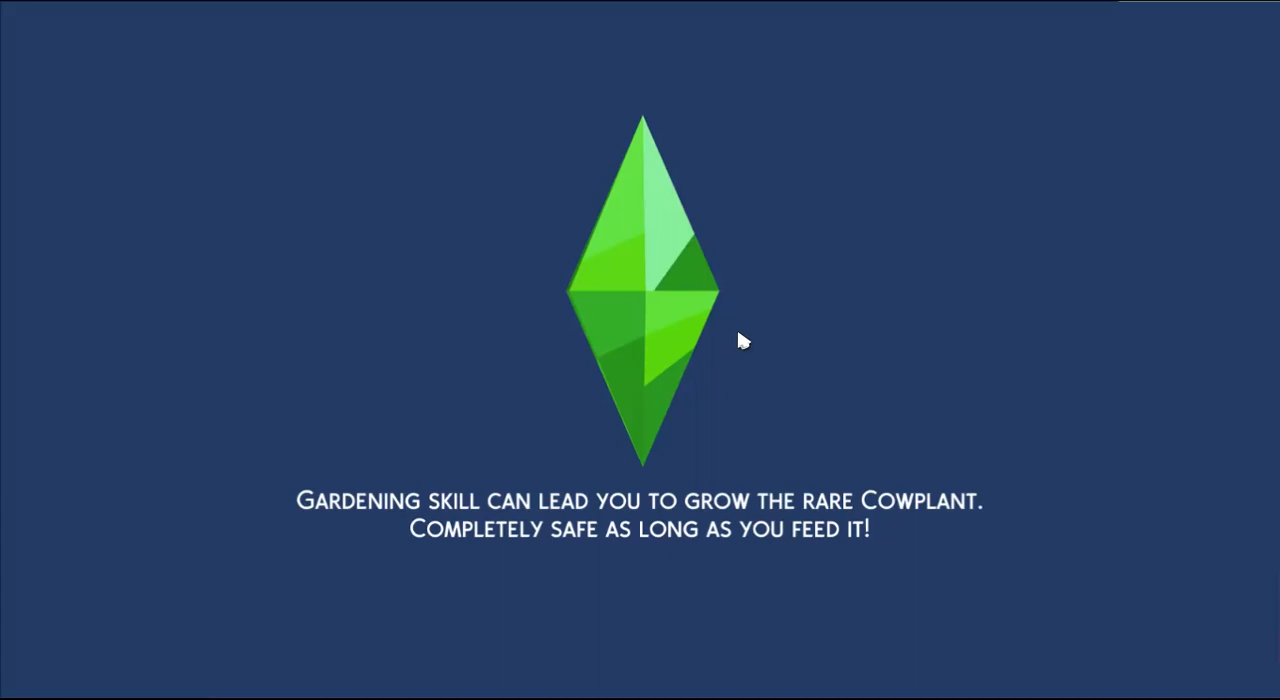 Gardening skill can lead you to grow the rare Cowplant.
Completely safe as long as you feed it!